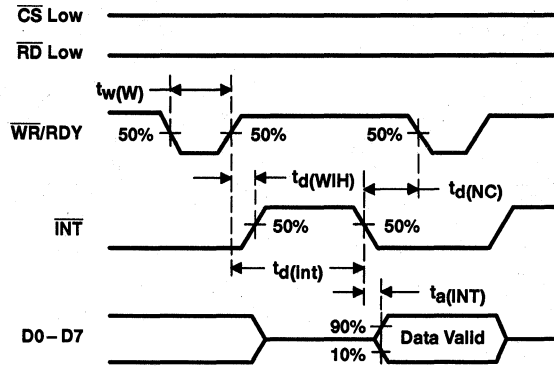 CS Low
RD Low
tw(W)
WR/RDY
50%
50%
50%
td(WIH)
td(NC)
INT
50%
50%
td(Int)
ta(INT)
D0–D7
90%
Data Valid
10%